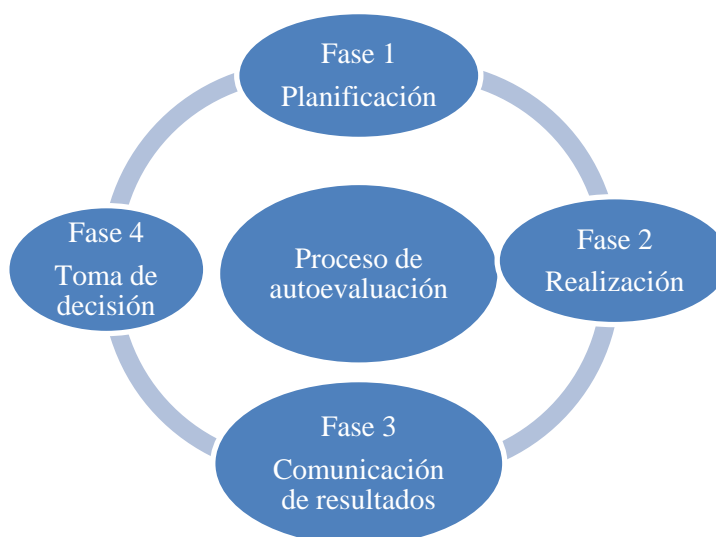 Fase 1
Planificación
Fase 2
Realización
Fase 3
Comunicación
de resultados
Fase 4
Toma de
decisión
Proceso de
autoevaluación